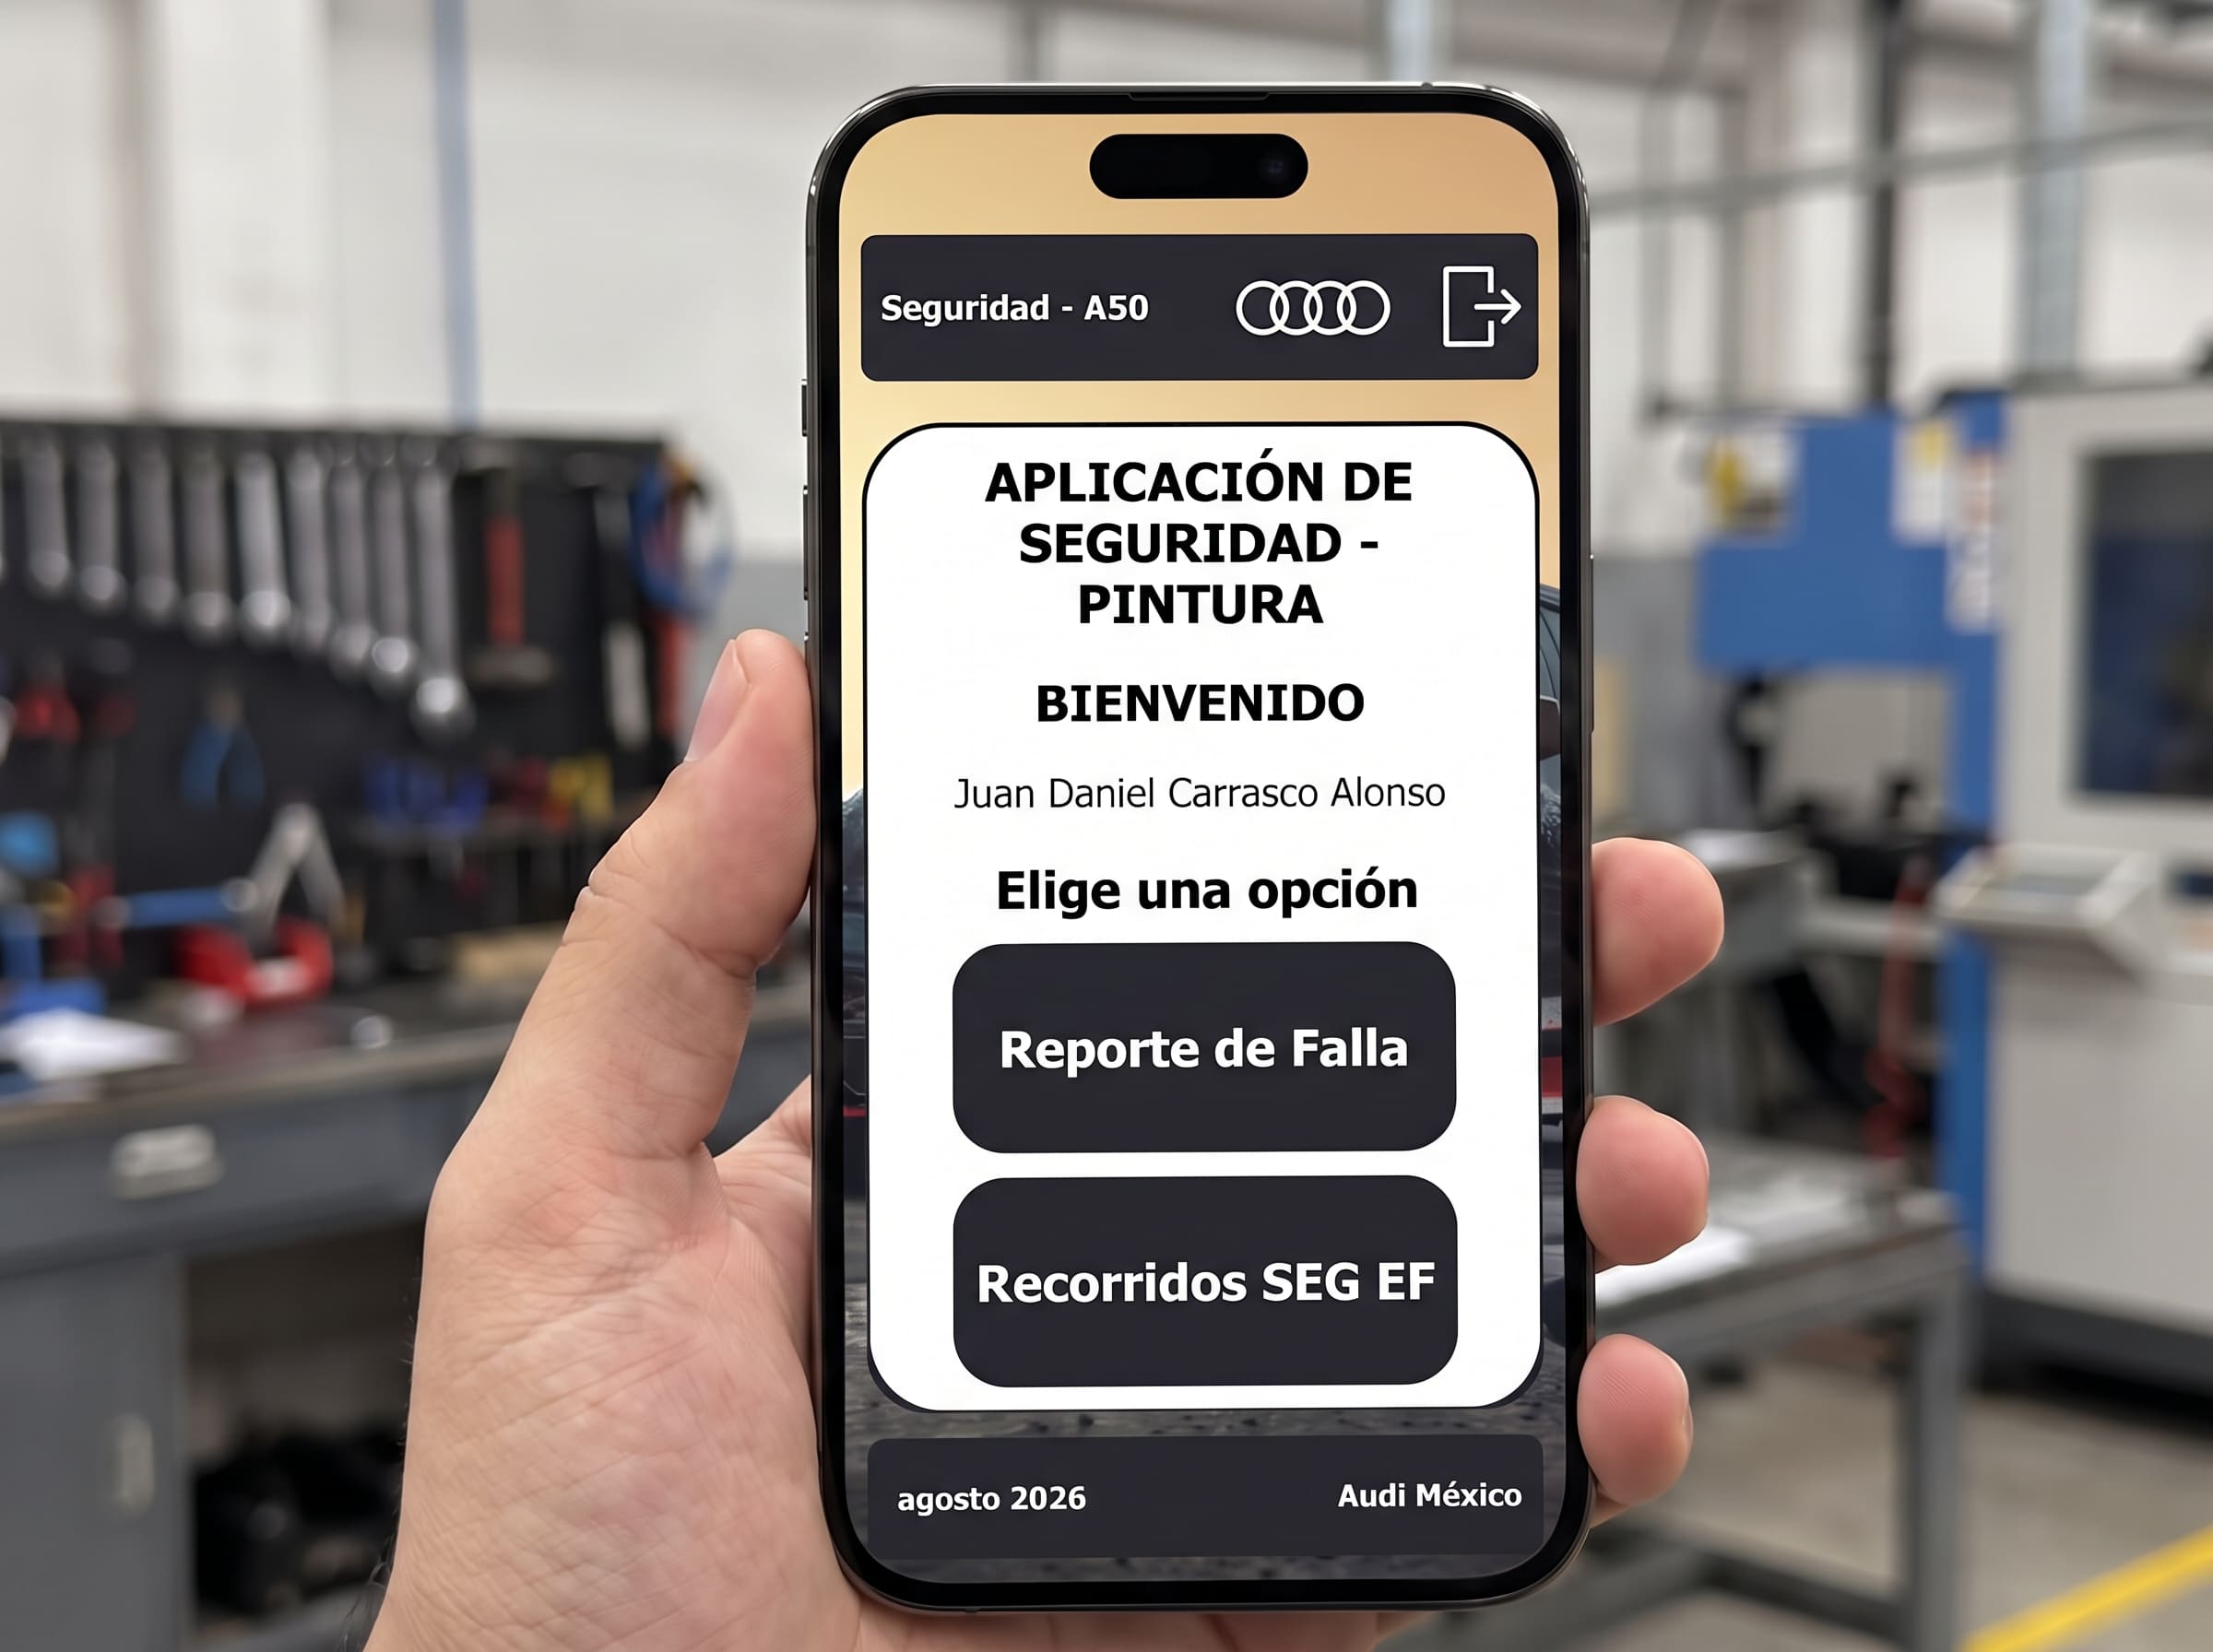 Seguridad - A50
APLICACIÓN DE
SEGURIDAD -
PINTURA
BIENVENIDO
Juan Daniel Carrasco Alonso
Elige una opción
Reporte de Falla
Recorridos SEG EF
agosto 2026
Audi México